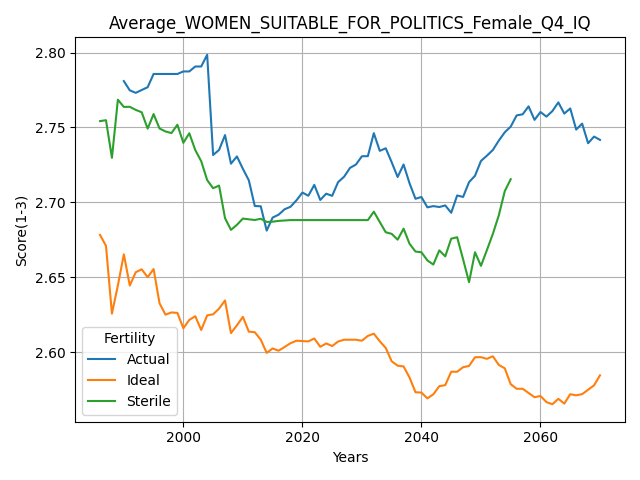 Average_WOMEN_SUITABLE_FOR_POLITICS_Female_Q4_IQ
Score(1-3)
2.80
2.75
2.70
2.65
2.60
Fertility
Actual
Ideal
Sterile
2000
2020
2040
2060
Years